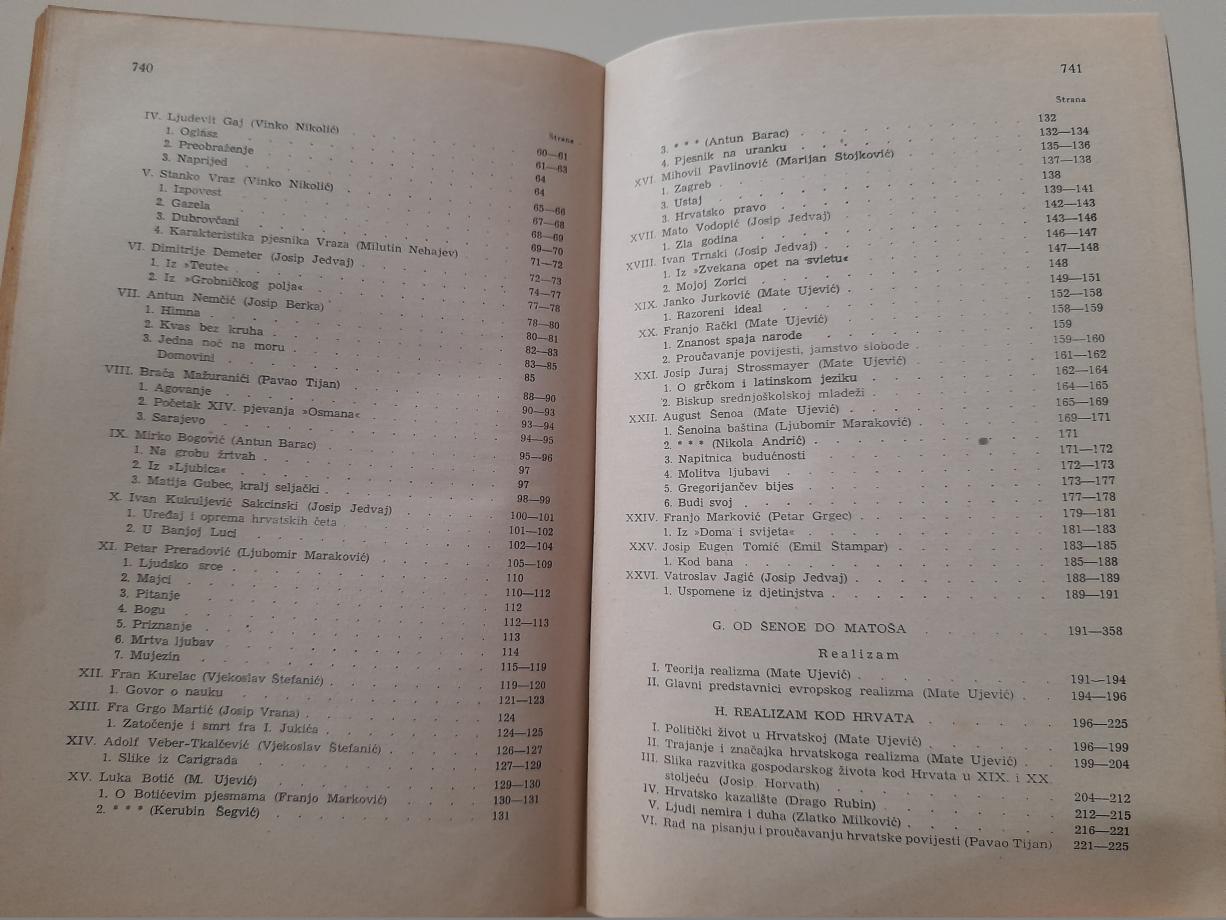 740
Strana
IV. Ljudevit Gaj (Vinko Nikolić) . . . . . 60—61
1. Oglasz . . . . . 61—63
2. Preobraženje . . . . . 64
3. Naprijed . . . . . 64
V. Stanko Vraz (Vinko Nikolić) . . . . . 65—66
1. Izpovest . . . . . 67—68
2. Gazela . . . . . 68—69
3. Dubrovčani . . . . . 69—70
4. Karakteristika pjesnika Vraza (Milutin Nehajev) . 71—72
VI. Dimitrije Demeter (Josip Jedvaj) . . . . . 72—73
1. Iz »Teute« . . . . . 74—77
2. Iz »Grobničkog polja« . . . . . 77—78
VII. Antun Nemčić (Josip Berka) . . . . . 78—80
1. Himna . . . . . 80—81
2. Kvas bez kruha . . . . . 82—83
3. Jedna noć na moru . . . . . 83—85
Domovini . . . . . 85
VIII. Braća Mažuranići (Pavao Tijan) . . . . . 88—90
1. Agovanje . . . . . 90—93
2. Početak XIV. pjevanja »Osmana« . . . . . 93—94
3. Sarajevo . . . . . 94—95
IX. Mirko Bogović (Antun Barac) . . . . . 95—96
1. Na grobu žrtvah . . . . . 97
2. Iz »Ljubica« . . . . . 97
3. Matija Gubec, kralj seljački . . . . . 98—99
X. Ivan Kukuljević Sakcinski (Josip Jedvaj) . . . . . 100—101
1. Uređaj i oprema hrvatskih četa . . . . . 101—102
2. U Banjoj Luci . . . . . 102—104
XI. Petar Preradović (Ljubomir Maraković) . . . . . 105—109
1. Ljudsko srce . . . . . 110
2. Majci . . . . . 110—112
3. Pitanje . . . . . 112
4. Bogu . . . . . 112—113
5. Priznanje . . . . . 113
6. Mrtva ljubav . . . . . 114
7. Mujezin . . . . . 115—119
XII. Fran Kurelac (Vjekoslav Štefanić) . . . . . 119—120
1. Govor o nauku . . . . . 121—123
XIII. Fra Grgo Martić (Josip Vrana) . . . . . 124
1. Zatočenje i smrt fra I. Jukića . . . . . 124—125
XIV. Adolf Veber-Tkalčević (Vjekoslav Štefanić) . . . . . 126—127
1. Slike iz Carigrada . . . . . 127—129
XV. Luka Botić (M. Ujević) . . . . . 129—130
1. O Botićevim pjesmama (Franjo Marković) . . . . . 130—131
2. * * * (Kerubin Šegvić) . . . . . 131
741
Strana
3. * * * (Antun Barac) . . . . . 132
4. Pjesnik na uranku . . . . . 132—134
XVI. Mihovil Pavlinović (Marijan Stojković) . . . . . 135—136
1. Zagreb . . . . . 137—138
3. Ustaj . . . . . 138
3. Hrvatsko pravo . . . . . 139—141
XVII. Mato Vodopić (Josip Jedvaj) . . . . . 142—143
1. Zla godina . . . . . 143—146
XVIII. Ivan Trnski (Josip Jedvaj) . . . . . 146—147
1. Iz »Zvekana opet na svietu« . . . . . 147—148
2. Mojoj Zorici . . . . . 148
XIX. Janko Jurković (Mate Ujević) . . . . . 149—151
1. Razoreni ideal . . . . . 152—158
XX. Franjo Rački (Mate Ujević) . . . . . 158—159
1. Znanost spaja narode . . . . . 159
2. Proučavanje povijesti, jamstvo slobode . . . . . 159—160
XXI. Josip Juraj Strossmayer (Mate Ujević) . . . . . 161—162
1. O grčkom i latinskom jeziku . . . . . 162—164
2. Biskup srednjoškolskoj mladeži . . . . . 164—165
XXII. August Šenoa (Mate Ujević) . . . . . 165—169
1. Šenoina baština (Ljubomir Maraković) . . . . . 169—171
2. * * * (Nikola Andrić) . . . . . 171
3. Napitnica budućnosti . . . . . 171—172
4. Molitva ljubavi . . . . . 172—173
5. Gregorijančev bijes . . . . . 173—177
6. Budi svoj . . . . . 177—178
XXIV. Franjo Marković (Petar Grgec) . . . . . 179—181
1. Iz »Doma i svijeta« . . . . . 181—183
XXV. Josip Eugen Tomić (Emil Štampar) . . . . . 183—185
1. Kod bana . . . . . 185—188
XXVI. Vatroslav Jagić (Josip Jedvaj) . . . . . 188—189
1. Uspomene iz djetinjstva . . . . . 189—191
G. OD ŠENOE DO MATOŠA . . . . . 191—358
Realizam
I. Teorija realizma (Mate Ujević) . . . . . 191—194
II. Glavni predstavnici evropskog realizma (Mate Ujević) . 194—196
H. REALIZAM KOD HRVATA . . . . . 196—225
I. Politički život u Hrvatskoj (Mate Ujević) . . . . . 196—199
II. Trajanje i značajka hrvatskoga realizma (Mate Ujević) . 199—204
III. Slika razvitka gospodarskog života kod Hrvata u XIX. i XX.
stoljeću (Josip Horvath) . . . . . 204—212
IV. Hrvatsko kazalište (Drago Rubin) . . . . . 212—215
V. Ljudi nemira i duha (Zlatko Milković) . . . . . 216—221
VI. Rad na pisanju i proučavanju hrvatske povijesti (Pavao Tijan) 221—225